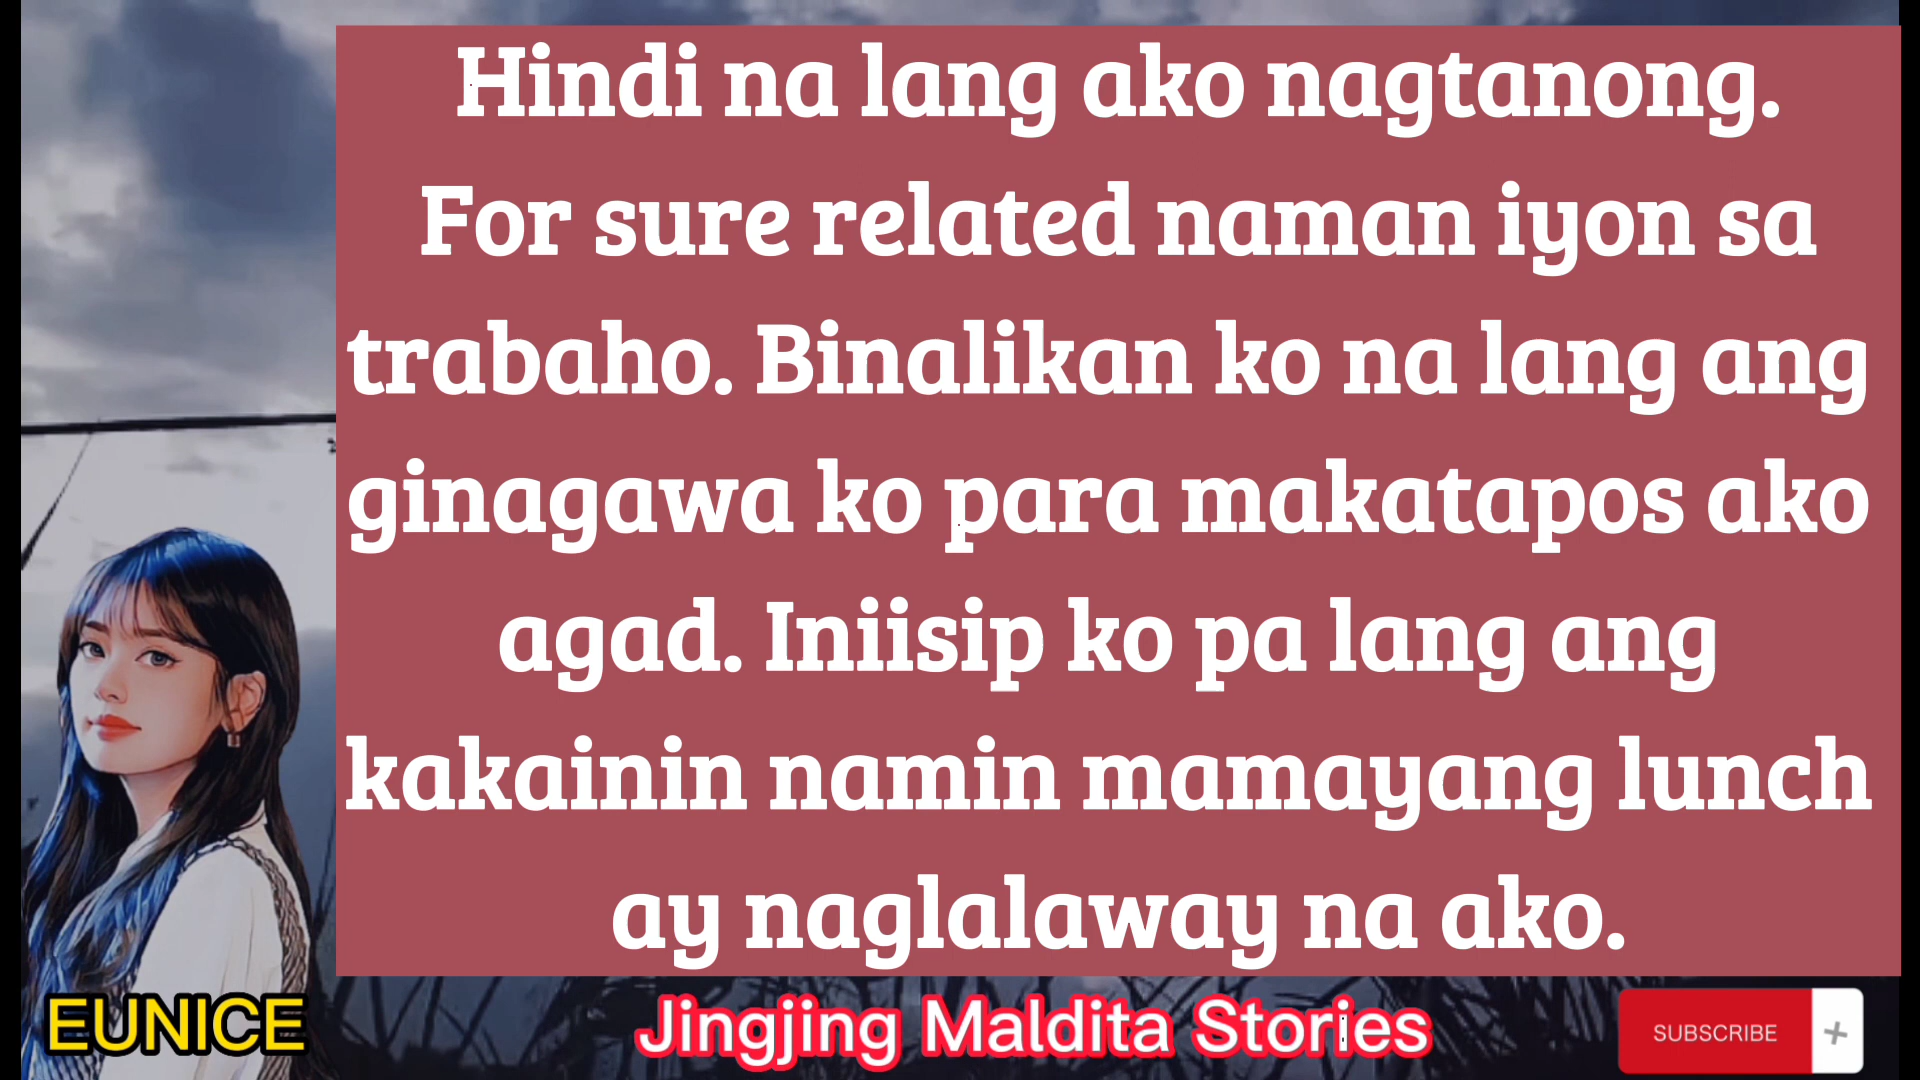 Hindi na lang ako nagtanong.
For sure related naman iyon sa
trabaho. Binalikan ko na lang ang
ginagawa ko para makatapos ako
agad. Iniisip ko pa lang ang
kakainin namin mamayang lunch
ay naglalaway na ako.
EUNICE
Jingjing Maldita Stories
SUBSCRIBE +